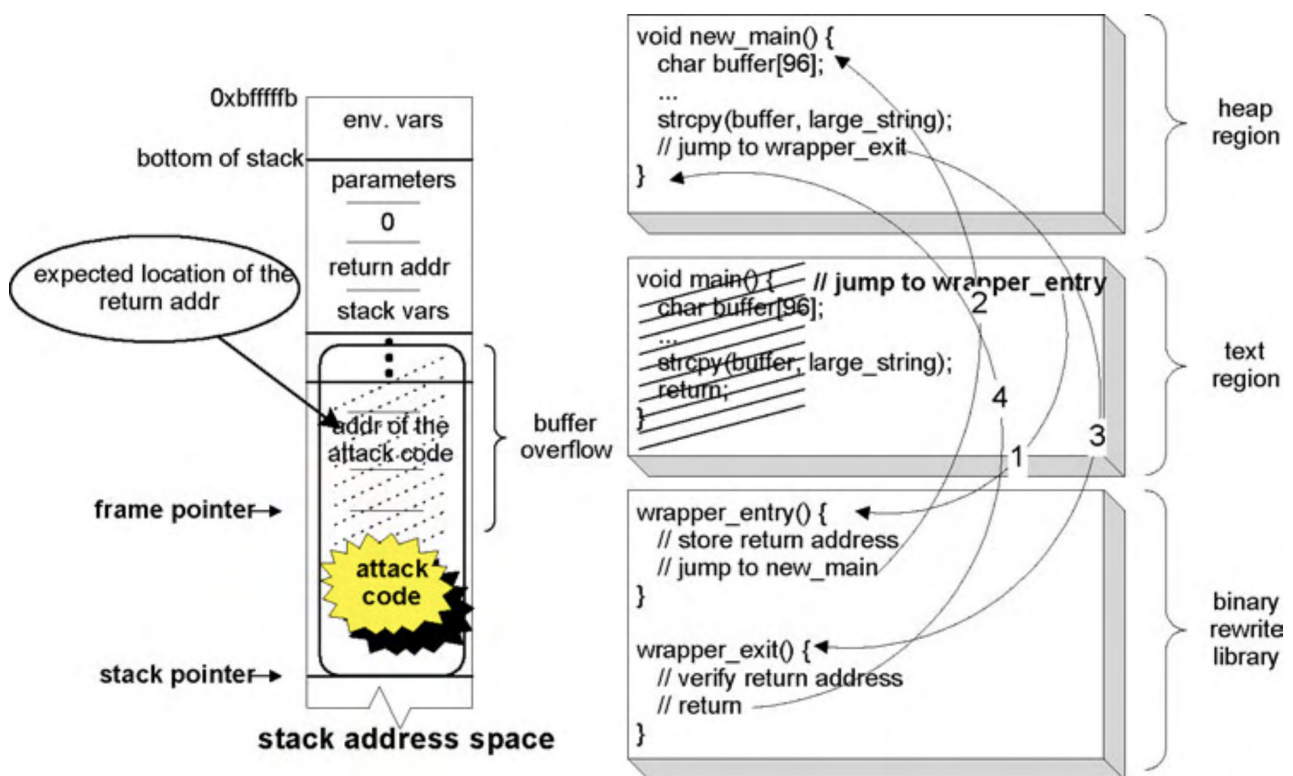 0xbfffffb
env. vars
bottom of stack
parameters
0
expected location of the
return addr
return addr
stack vars
addr of the
attack code
buffer
overflow
frame pointer
attack
code
stack pointer
stack address space
void new_main() {
char buffer[96];
...
strcpy(buffer, large_string);
// jump to wrapper_exit
}
heap
region
void main() { // jump to wrapper_entry
char buffer[96];
...
strcpy(buffer, large_string);
return;
}
2
4
1
3
text
region
wrapper_entry() {
// store return address
// jump to new_main
}
wrapper_exit() {
// verify return address
// return
}
binary
rewrite
library